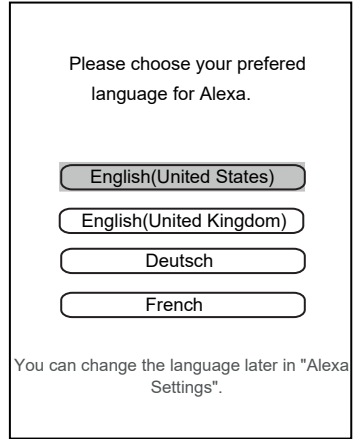 Please choose your prefered
language for Alexa.
English(United States)
English(United Kingdom)
Deutsch
French
You can change the language later in "Alexa
Settings".